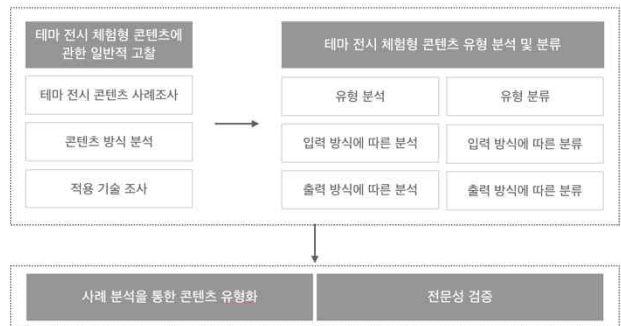 테마 전시 체험형 콘텐츠에
관한 일반적 고찰
테마 전시 콘텐츠 사례조사
콘텐츠 방식 분석
적용 기술 조사
테마 전시 체험형 콘텐츠 유형 분석 및 분류
유형 분석
유형 분류
입력 방식에 따른 분석
입력 방식에 따른 분류
출력 방식에 따른 분석
출력 방식에 따른 분류
사례 분석을 통한 콘텐츠 유형화
전문성 검증